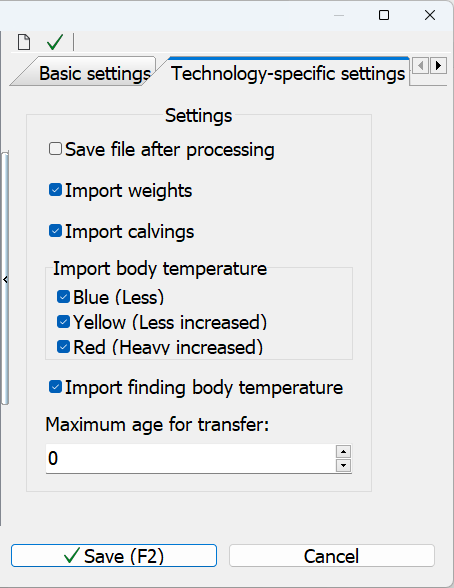 Basic settings
Technology-specific settings
Settings
Save file after processing
Import weights
Import calvings
Import body temperature
Blue (Less)
Yellow (Less increased)
Red (Heavy increased)
Import finding body temperature
Maximum age for transfer:
0
Save (F2)
Cancel